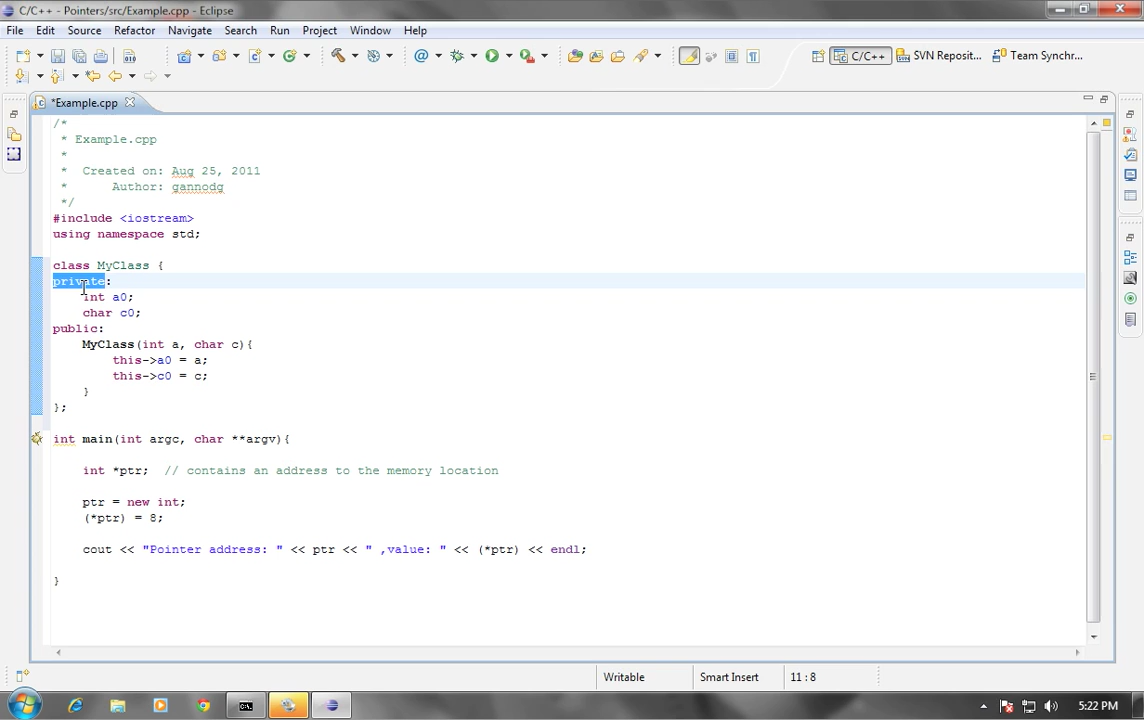 C/C++ - Pointers/src/Example.cpp - Eclipse
File Edit Source Refactor Navigate Search Run Project Window Help
C/C++ SVN Reposit... Team Synchr...
*Example.cpp
/*
 * Example.cpp
 *
 *  Created on: Aug 25, 2011
 *      Author: gannodg
 */
#include <iostream>
using namespace std;
class MyClass {
private:
    int a0;
    char c0;
public:
    MyClass(int a, char c){
        this->a0 = a;
        this->c0 = c;
    }
};
int main(int argc, char **argv){
    int *ptr;  // contains an address to the memory location
    ptr = new int;
    (*ptr) = 8;
    cout << "Pointer address: " << ptr << " ,value: " << (*ptr) << endl;
}
Writable Smart Insert 11 : 8
5:22 PM